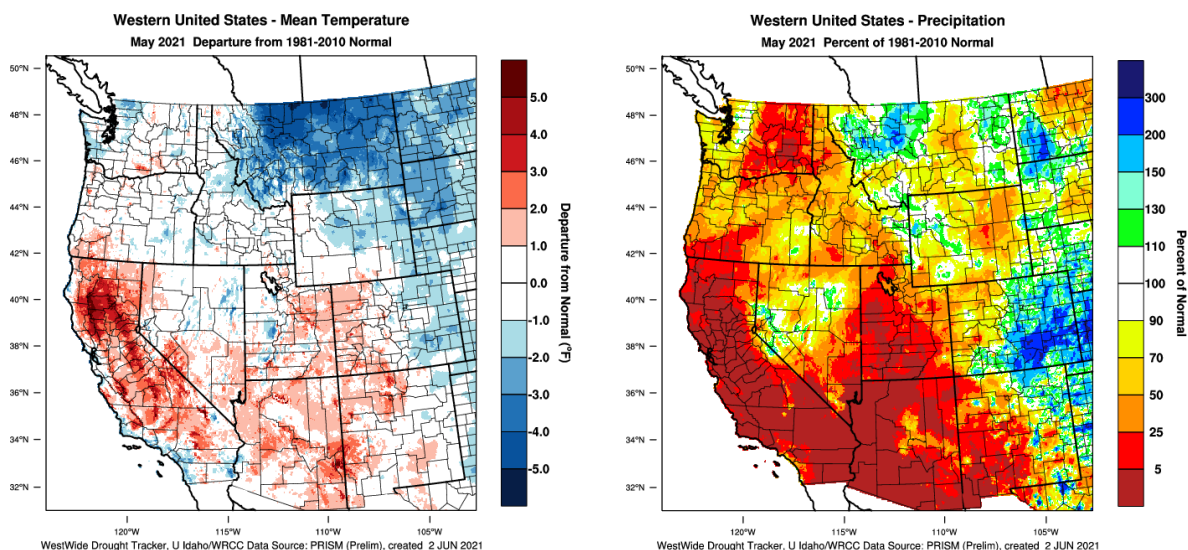 Western United States - Mean Temperature
May 2021 Departure from 1981-2010 Normal
50°N
48°N
46°N
44°N
42°N
40°N
38°N
36°N
34°N
32°N
120°W
115°W
110°W
105°W
5.0
4.0
3.0
2.0
1.0
0.0
-1.0
-2.0
-3.0
-4.0
-5.0
Departure from Normal (°F)
WestWide Drought Tracker, U Idaho/WRCC Data Source: PRISM (Prelim), created 2 JUN 2021
Western United States - Precipitation
May 2021 Percent of 1981-2010 Normal
50°N
48°N
46°N
44°N
42°N
40°N
38°N
36°N
34°N
32°N
120°W
115°W
110°W
105°W
300
200
150
130
110
100
90
70
50
25
5
Percent of Normal
WestWide Drought Tracker, U Idaho/WRCC Data Source: PRISM (Prelim), created 2 JUN 2021